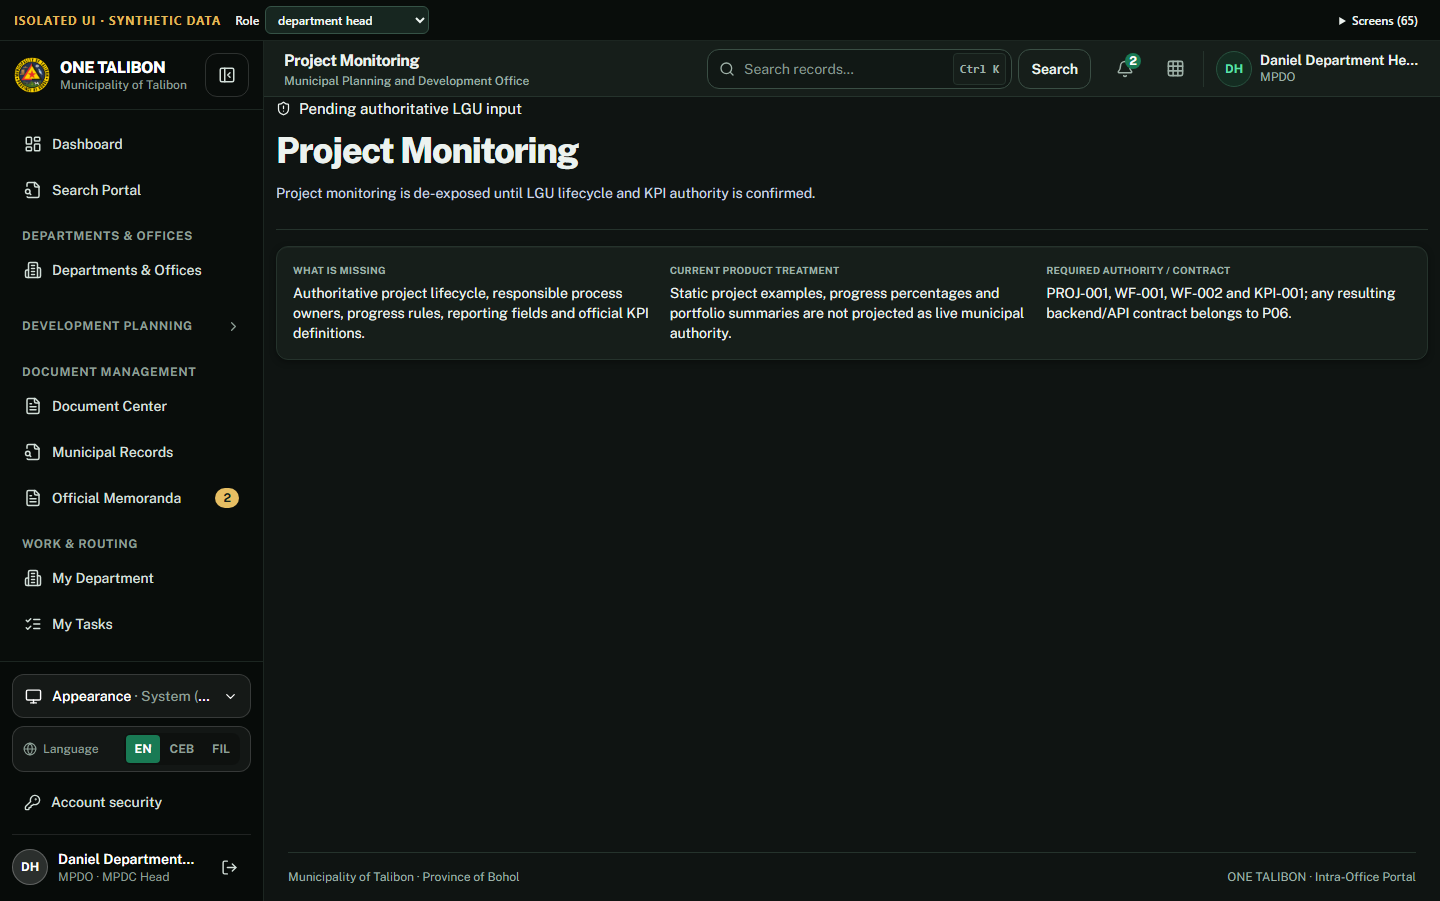 ISOLATED UI · SYNTHETIC DATA
Role
department head
Screens (65)
ONE TALIBON
Municipality of Talibon
Project Monitoring
Municipal Planning and Development Office
Search records...
Ctrl K
Search
2
DH
Daniel Department He...
MPDO
Dashboard
Search Portal
DEPARTMENTS & OFFICES
Departments & Offices
DEVELOPMENT PLANNING
DOCUMENT MANAGEMENT
Document Center
Municipal Records
Official Memoranda
2
WORK & ROUTING
My Department
My Tasks
Appearance · System (...
Language
EN
CEB
FIL
Account security
DH
Daniel Department...
MPDO · MPDC Head
Pending authoritative LGU input
Project Monitoring
Project monitoring is de-exposed until LGU lifecycle and KPI authority is confirmed.
WHAT IS MISSING
Authoritative project lifecycle, responsible process
owners, progress rules, reporting fields and official KPI
definitions.
CURRENT PRODUCT TREATMENT
Static project examples, progress percentages and
portfolio summaries are not projected as live municipal
authority.
REQUIRED AUTHORITY / CONTRACT
PROJ-001, WF-001, WF-002 and KPI-001; any resulting
backend/API contract belongs to P06.
Municipality of Talibon · Province of Bohol
ONE TALIBON · Intra-Office Portal